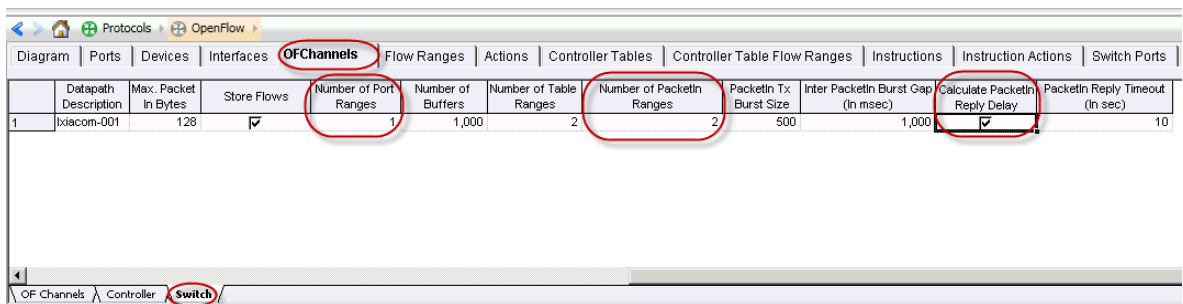 Protocols OpenFlow
Diagram Ports Devices Interfaces OFChannels Flow Ranges Actions Controller Tables Controller Table Flow Ranges Instructions Instruction Actions Switch Ports
Datapath Max. Packet Store Flows Number of Port Number of Number of Table Number of PacketIn PacketIn Tx Inter PacketIn Burst Gap Calculate PacketIn PacketIn Reply Timeout
Description In Bytes Ranges Buffers Ranges Ranges Burst Size (In msec) Reply Delay (In sec)
1 Ixiacom-001 128 1 1,000 2 2 500 1,000 10
OF Channels Controller Switch